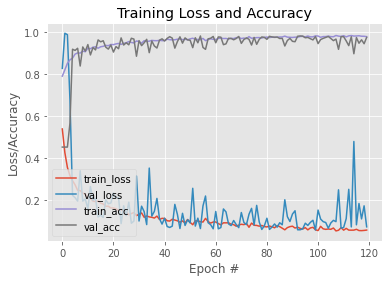 Training Loss and Accuracy
Loss/Accuracy
1.0
0.8
0.6
0.4
0.2
train_loss
val_loss
train_acc
val_acc
0 20 40 60 80 100 120
Epoch #